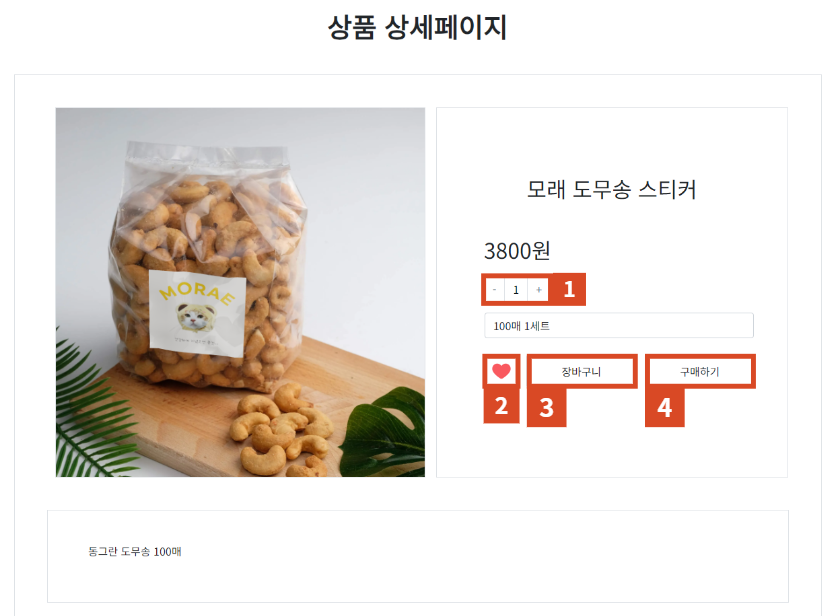 상품 상세페이지
MORAE
모래 도무송 스티커
3800원
- 1 + 1
100매 1세트
장바구니 구매하기
2 3 4
동그란 도무송 100매